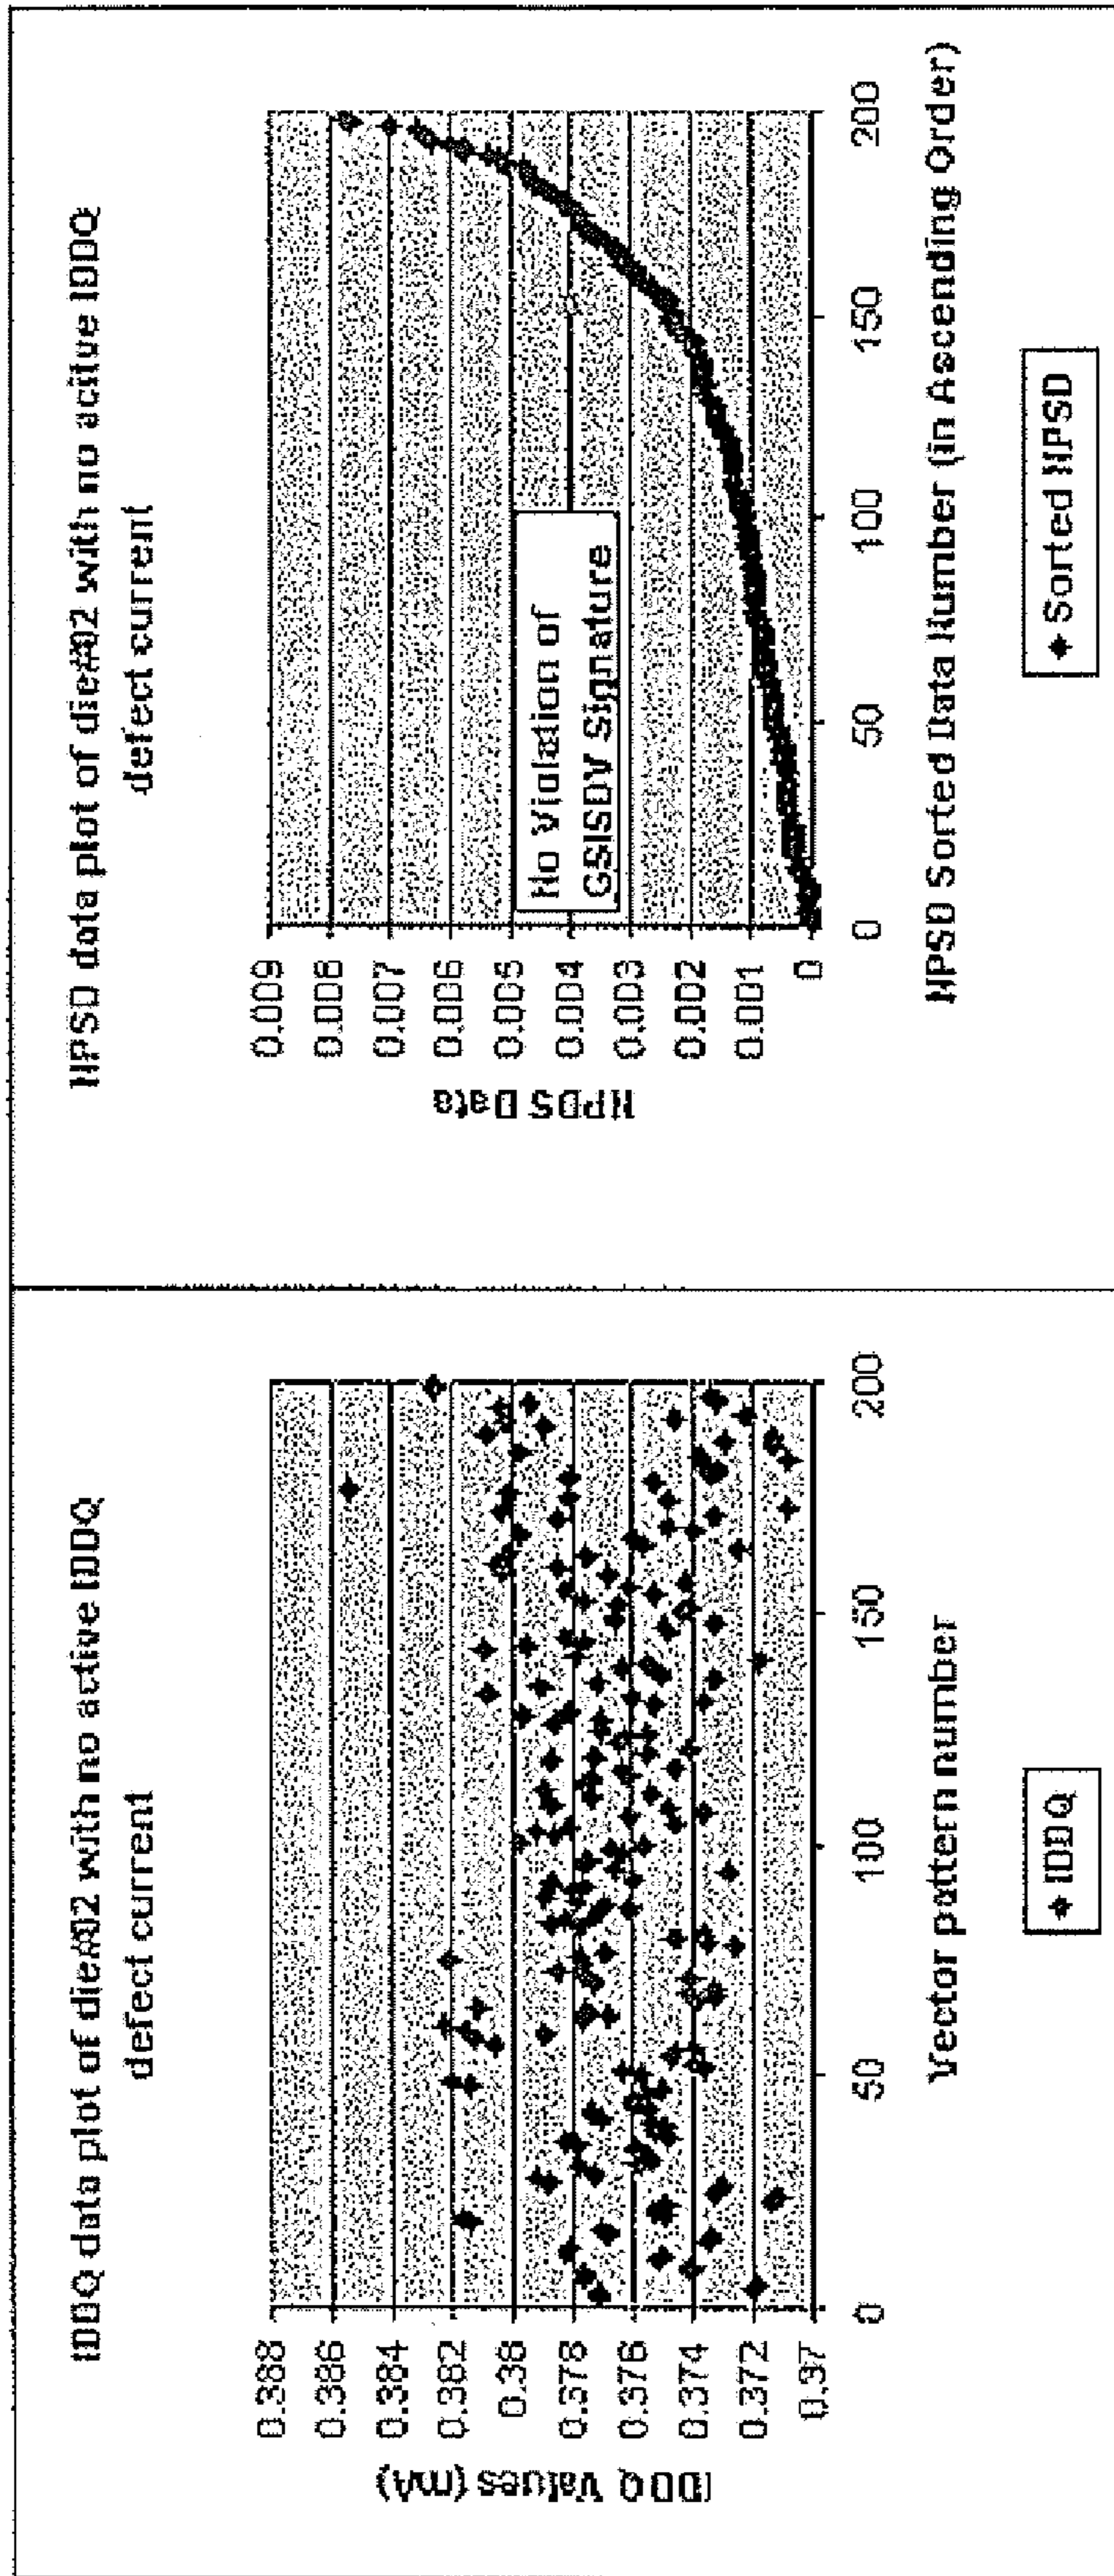 IDDQ data plot of die#02 with no active IDDQ
defect current
IDDQ Values (mA)
0.388
0.386
0.384
0.382
0.38
0.378
0.376
0.374
0.372
0.37
0
50
100
150
200
Vector pattern number
IDDQ
NPSD data plot of die#02 with no acitue IDDQ
defect current
NPDS Data
0.009
0.008
0.007
0.006
0.005
0.004
0.003
0.002
0.001
0
No Violation of
GSISDV Signature
0
50
100
150
200
NPSD Sorted Data Number (in Ascending Order)
Sorted NPSD